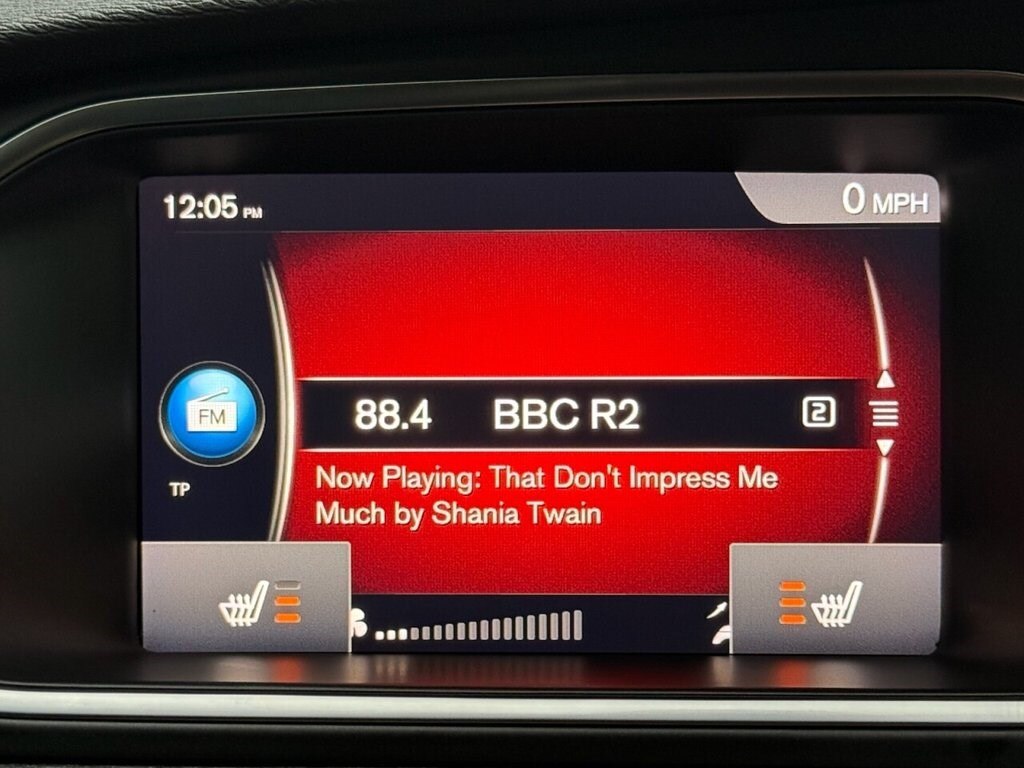 12:05 PM
0 MPH
FM
88.4 BBC R2 2
TP
Now Playing: That Don't Impress Me
Much by Shania Twain